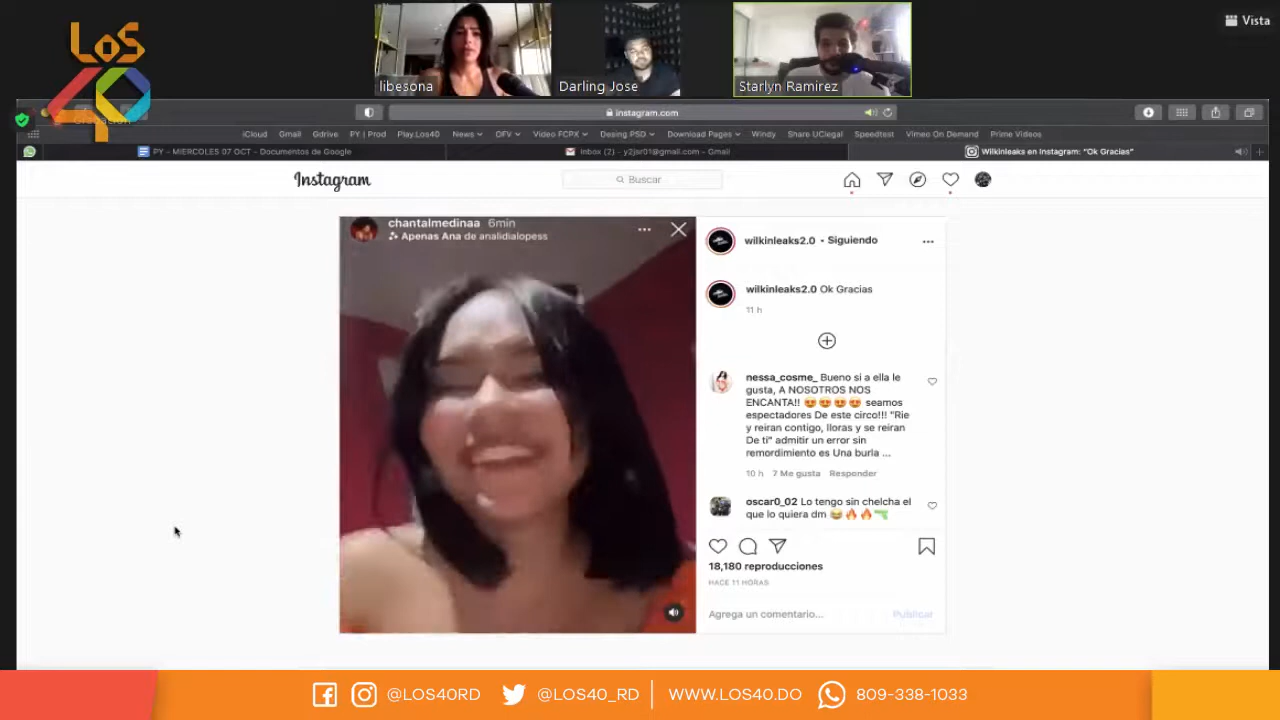 Los
40
libesona
Darling Jose
Starlyn Ramirez
Vista
instagram.com
iCloud Gmail Gdrive PY | Prod Play.Los40 News OFV Video FCPX Desing PSD Download Pages Windy Share UClegal Speedtest Vimeo On Demand Prime Videos
PY - MIERCOLES 07 OCT - Documentos de Google
Inbox (2) - y2jsr01@gmail.com - Gmail
Wilkinleaks en Instagram: "Ok Gracias"
Instagram
Buscar
chantalmedinaa 6min
Apenas Ana de analidialopess
wilkinleaks2.0 • Siguiendo
wilkinleaks2.0 Ok Gracias
11 h
nessa_cosme_ Bueno si a ella le
gusta, A NOSOTROS NOS
ENCANTA!! 😍😍😍😍 seamos
espectadores De este circo!!! "Rie
y reiran contigo, lloras y se reiran
De ti" admitir un error sin
remordimiento es Una burla ...
10 h 7 Me gusta Responder
oscar0_02 Lo tengo sin chelcha el
que lo quiera dm 😂🔥🔥🔫
18,180 reproducciones
HACE 11 HORAS
Agrega un comentario...
Publicar
@LOS40RD
@LOS40_RD
WWW.LOS40.DO
809-338-1033